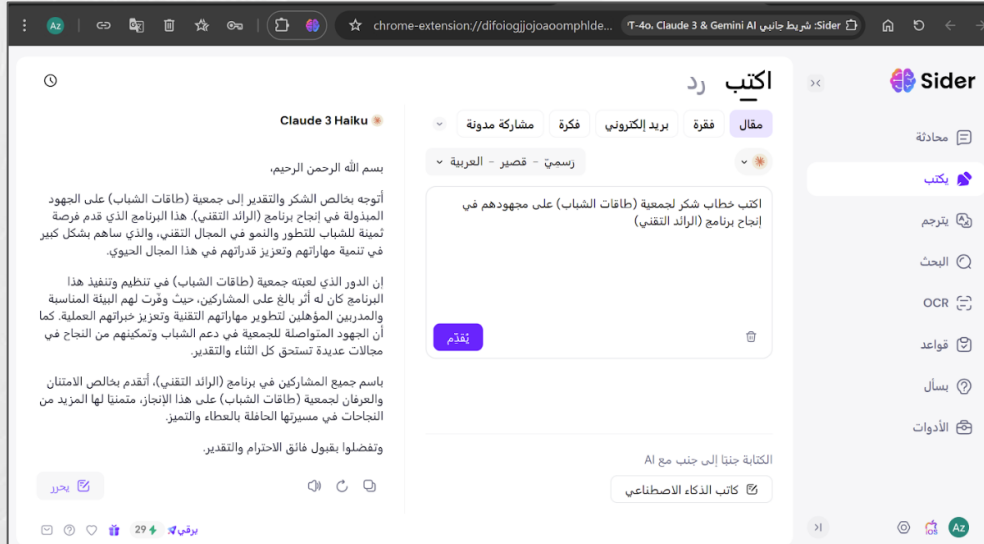 Az
chrome-extension://difoiogjjojoaoomphlde...
Sider: شريط جانبي T-4o، Claude 3 & Gemini AI'
Sider
محادثة
يكتب
يترجم
البحث
OCR
قواعد
يسأل
الأدوات
Az
iOS
اكتب رد
مقال
فقرة
بريد إلكتروني
فكرة
مشاركة مدونة
رَسميّ - قصير - العربية
اكتب خطاب شكر لجمعية (طاقات الشباب) على مجهودهم في
إنجاح برنامج (الرائد التقني)
يُقدِّم
الكتابة جنبًا إلى جنب مع AI
كاتب الذكاء الاصطناعي
Claude 3 Haiku
بسم الله الرحمن الرحيم،
أتوجه بخالص الشكر والتقدير إلى جمعية (طاقات الشباب) على الجهود
المبذولة في إنجاح برنامج (الرائد التقني). هذا البرنامج الذي قدم فرصة
ثمينة للشباب للتطور والنمو في المجال التقني، والذي ساهم بشكل كبير
في تنمية مهاراتهم وتعزيز قدراتهم في هذا المجال الحيوي.
إن الدور الذي لعبته جمعية (طاقات الشباب) في تنظيم وتنفيذ هذا
البرنامج كان له أثر بالغ على المشاركين، حيث وفّرت لهم البيئة المناسبة
والمدربين المؤهلين لتطوير مهاراتهم التقنية وتعزيز خبراتهم العملية. كما
أن الجهود المتواصلة للجمعية في دعم الشباب وتمكينهم من النجاح في
مجالات عديدة تستحق كل الثناء والتقدير.
باسم جميع المشاركين في برنامج (الرائد التقني)، أتقدم بخالص الامتنان
والعرفان لجمعية (طاقات الشباب) على هذا الإنجاز، متمنيًا لها المزيد من
النجاحات في مسيرتها الحافلة بالعطاء والتميز.
وتفضلوا بقبول فائق الاحترام والتقدير.
يحرر
يرقي
29